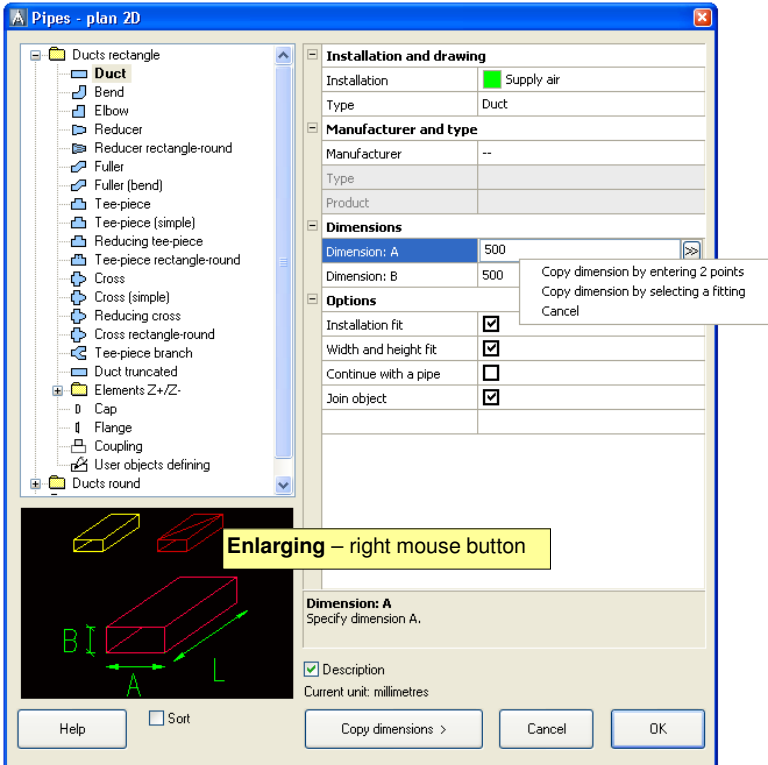 Pipes - plan 2D
Ducts rectangle
Duct
Bend
Elbow
Reducer
Reducer rectangle-round
Fuller
Fuller (bend)
Tee-piece
Tee-piece (simple)
Reducing tee-piece
Tee-piece rectangle-round
Cross
Cross (simple)
Reducing cross
Cross rectangle-round
Tee-piece branch
Duct truncated
Elements Z+/Z-
Cap
Flange
Coupling
User objects defining
Ducts round
Installation and drawing
Installation Supply air
Type Duct
Manufacturer and type
Manufacturer --
Type
Product
Dimensions
Dimension: A 500 >>
Dimension: B 500
Copy dimension by entering 2 points
Copy dimension by selecting a fitting
Cancel
Options
Installation fit
Width and height fit
Continue with a pipe
Join object
Enlarging – right mouse button
B
A
L
Dimension: A
Specify dimension A.
Description
Current unit: millimetres
Help
Sort
Copy dimensions >
Cancel
OK